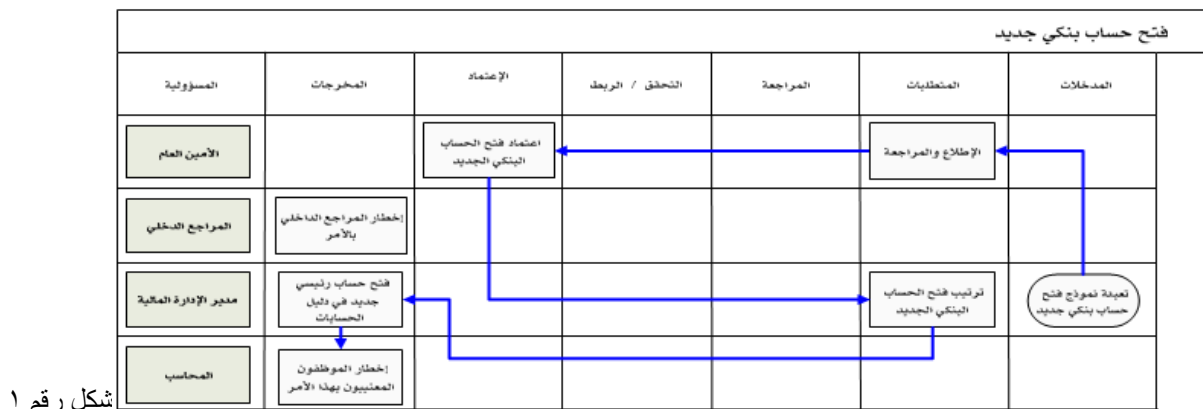 فتح حساب بنكي جديد
المدخلات
المتطلبات
المراجعة
التحقق / الربط
الإعتماد
المخرجات
المسؤولية
الإطلاع والمراجعة
اعتماد فتح الحساب
البنكي الجديد
الأمين العام
إخطار المراجع الداخلي
بالأمر
المراجع الدخلي
تعبئة نموذج فتح
حساب بنكي جديد
ترتيب فتح الحساب
البنكي الجديد
فتح حساب رئيسي
جديد في دليل
الحسابات
مدير الإدارة المالية
إخطار الموظفون
المعنييون بهذا الأمر
المحاسب
شكل رقم ١